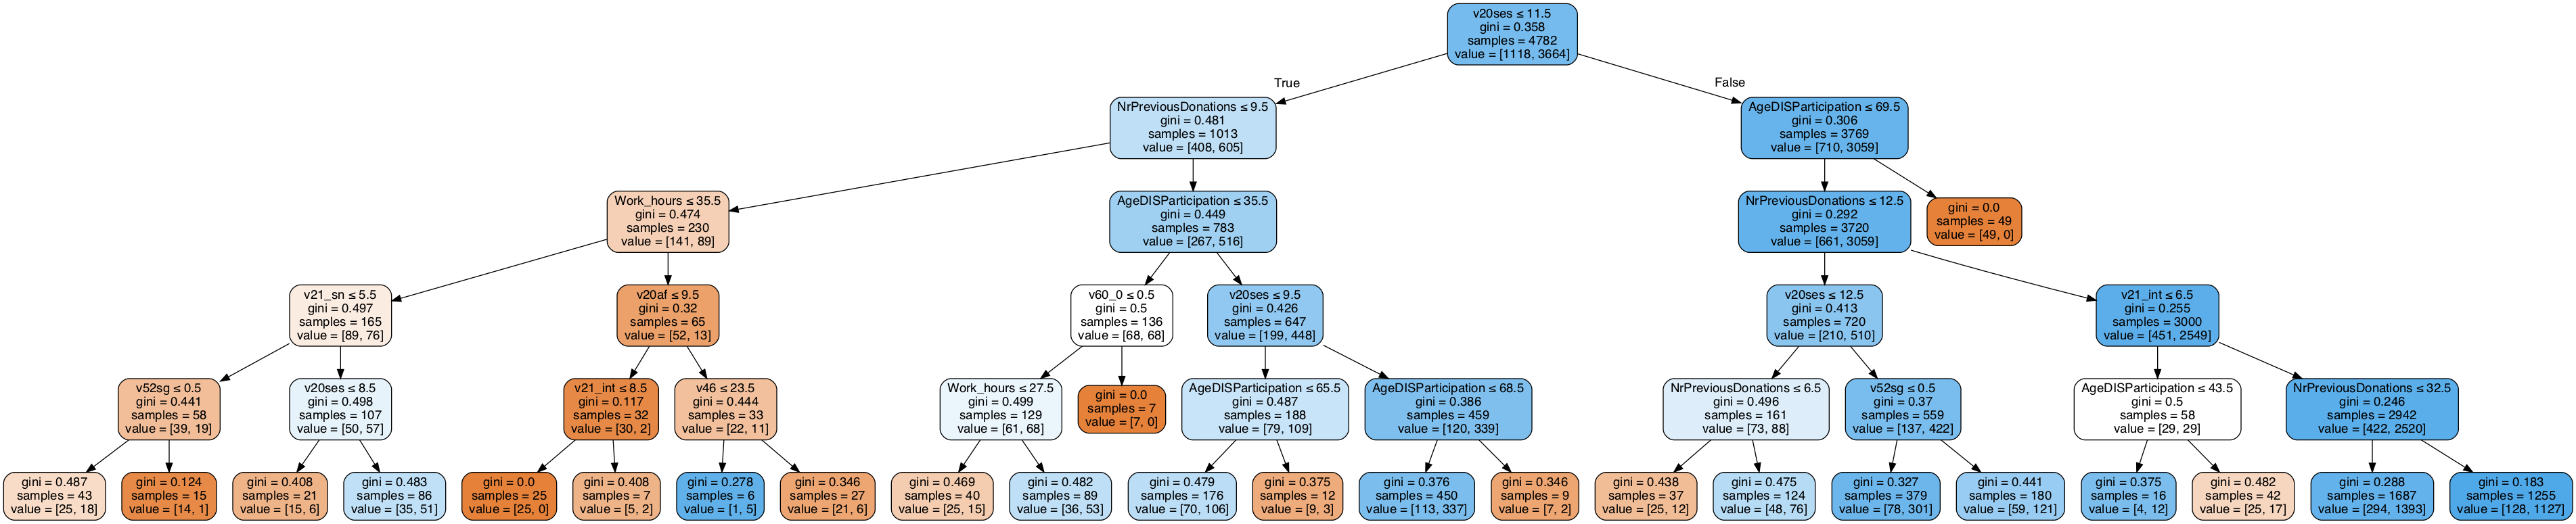 v20ses ≤ 11.5
gini = 0.358
samples = 4782
value = [1118, 3664]
True
False
NrPreviousDonations ≤ 9.5
gini = 0.481
samples = 1013
value = [408, 605]
AgeDISParticipation ≤ 69.5
gini = 0.306
samples = 3769
value = [710, 3059]
Work_hours ≤ 35.5
gini = 0.474
samples = 230
value = [141, 89]
AgeDISParticipation ≤ 35.5
gini = 0.449
samples = 783
value = [267, 516]
NrPreviousDonations ≤ 12.5
gini = 0.292
samples = 3720
value = [661, 3059]
gini = 0.0
samples = 49
value = [49, 0]
v21_sn ≤ 5.5
gini = 0.497
samples = 165
value = [89, 76]
v20af ≤ 9.5
gini = 0.32
samples = 65
value = [52, 13]
v60_0 ≤ 0.5
gini = 0.5
samples = 136
value = [68, 68]
v20ses ≤ 9.5
gini = 0.426
samples = 647
value = [199, 448]
v20ses ≤ 12.5
gini = 0.413
samples = 720
value = [210, 510]
v21_int ≤ 6.5
gini = 0.255
samples = 3000
value = [451, 2549]
v52sg ≤ 0.5
gini = 0.441
samples = 58
value = [39, 19]
v20ses ≤ 8.5
gini = 0.498
samples = 107
value = [50, 57]
v21_int ≤ 8.5
gini = 0.117
samples = 32
value = [30, 2]
v46 ≤ 23.5
gini = 0.444
samples = 33
value = [22, 11]
Work_hours ≤ 27.5
gini = 0.499
samples = 129
value = [61, 68]
gini = 0.0
samples = 7
value = [7, 0]
AgeDISParticipation ≤ 65.5
gini = 0.487
samples = 188
value = [79, 109]
AgeDISParticipation ≤ 68.5
gini = 0.386
samples = 459
value = [120, 339]
NrPreviousDonations ≤ 6.5
gini = 0.496
samples = 161
value = [73, 88]
v52sg ≤ 0.5
gini = 0.37
samples = 559
value = [137, 422]
AgeDISParticipation ≤ 43.5
gini = 0.5
samples = 58
value = [29, 29]
NrPreviousDonations ≤ 32.5
gini = 0.246
samples = 2942
value = [422, 2520]
gini = 0.487
samples = 43
value = [25, 18]
gini = 0.124
samples = 15
value = [14, 1]
gini = 0.408
samples = 21
value = [15, 6]
gini = 0.483
samples = 86
value = [35, 51]
gini = 0.0
samples = 25
value = [25, 0]
gini = 0.408
samples = 7
value = [5, 2]
gini = 0.278
samples = 6
value = [1, 5]
gini = 0.346
samples = 27
value = [21, 6]
gini = 0.469
samples = 40
value = [25, 15]
gini = 0.482
samples = 89
value = [36, 53]
gini = 0.479
samples = 176
value = [70, 106]
gini = 0.375
samples = 12
value = [9, 3]
gini = 0.376
samples = 450
value = [113, 337]
gini = 0.346
samples = 9
value = [7, 2]
gini = 0.438
samples = 37
value = [25, 12]
gini = 0.475
samples = 124
value = [48, 76]
gini = 0.327
samples = 379
value = [78, 301]
gini = 0.441
samples = 180
value = [59, 121]
gini = 0.375
samples = 16
value = [4, 12]
gini = 0.482
samples = 42
value = [25, 17]
gini = 0.288
samples = 1687
value = [294, 1393]
gini = 0.183
samples = 1255
value = [128, 1127]